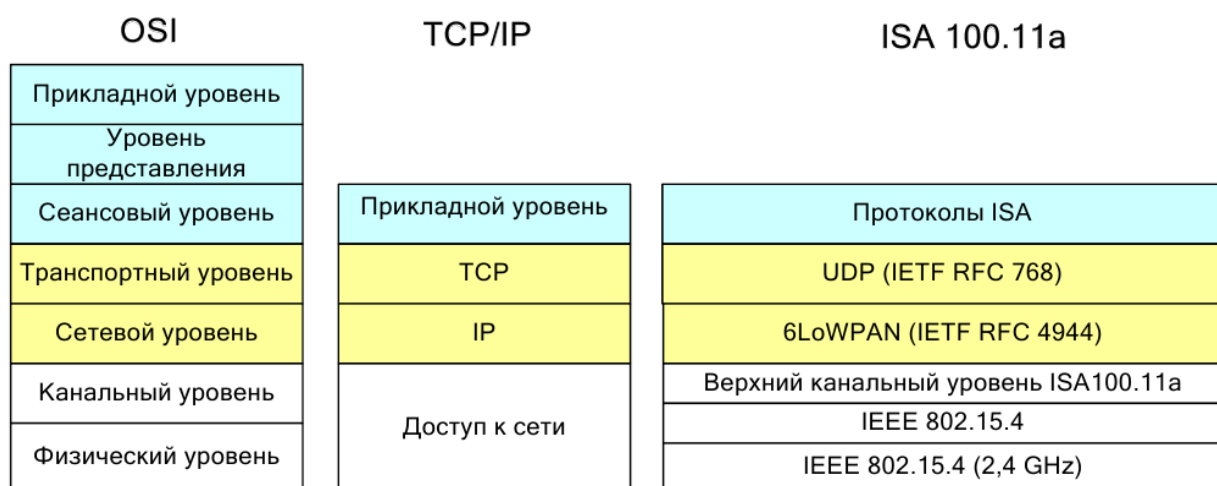 OSI
TCP/IP
ISA 100.11a
Прикладной уровень
Уровень
представления
Сеансовый уровень
Транспортный уровень
Сетевой уровень
Канальный уровень
Физический уровень
Прикладной уровень
TCP
IP
Доступ к сети
Протоколы ISA
UDP (IETF RFC 768)
6LoWPAN (IETF RFC 4944)
Верхний канальный уровень ISA100.11a
IEEE 802.15.4
IEEE 802.15.4 (2,4 GHz)